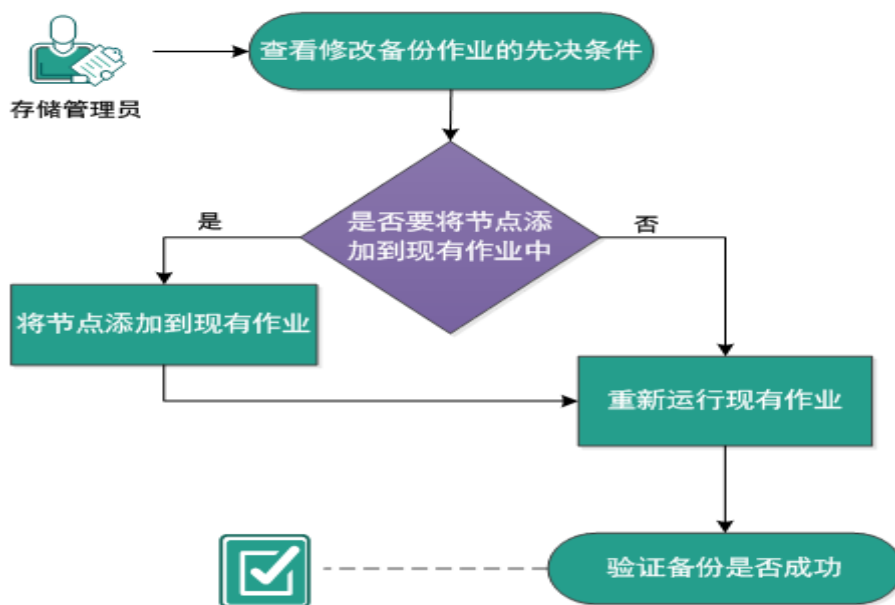 查看修改备份作业的先决条件
存储管理员
是否要将节点添
加到现有作业中
是
否
将节点添加到现有作业
重新运行现有作业
验证备份是否成功